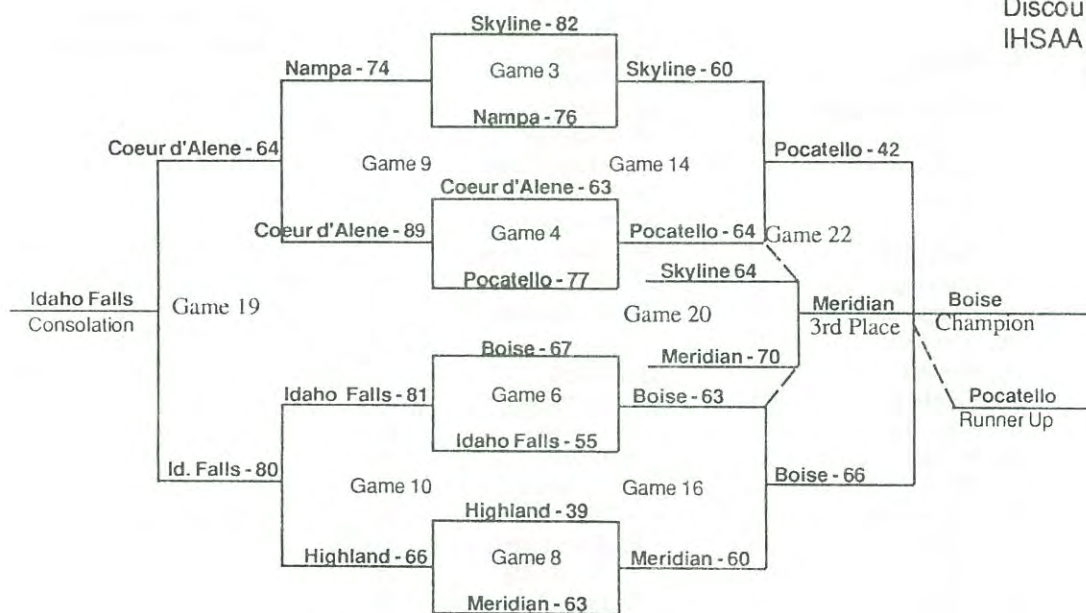 Discou
IHSAA
Skyline - 82
Nampa - 74
Game 3
Skyline - 60
Nampa - 76
Coeur d'Alene - 64
Game 9
Game 14
Pocatello - 42
Coeur d'Alene - 63
Coeur d'Alene - 89
Game 4
Pocatello - 64
Game 22
Pocatello - 77
Skyline 64
Idaho Falls
Consolation
Game 19
Game 20
Meridian
3rd Place
Boise
Champion
Boise - 67
Meridian - 70
Idaho Falls - 81
Game 6
Boise - 63
Pocatello
Runner Up
Idaho Falls - 55
Id. Falls - 80
Game 10
Game 16
Boise - 66
Highland - 39
Highland - 66
Game 8
Meridian - 60
Meridian - 63